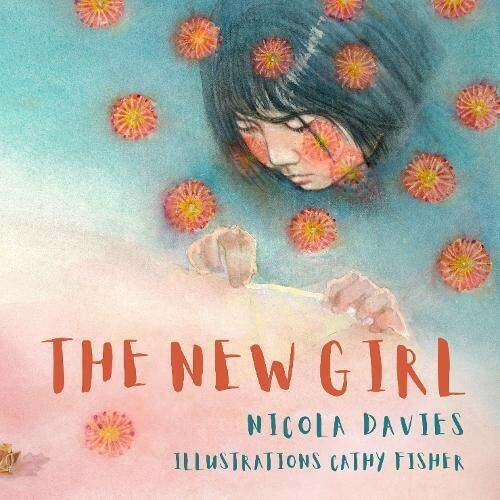 THE NEW GIRL
NICOLA DAVIES
ILLUSTRATIONS CATHY FISHER